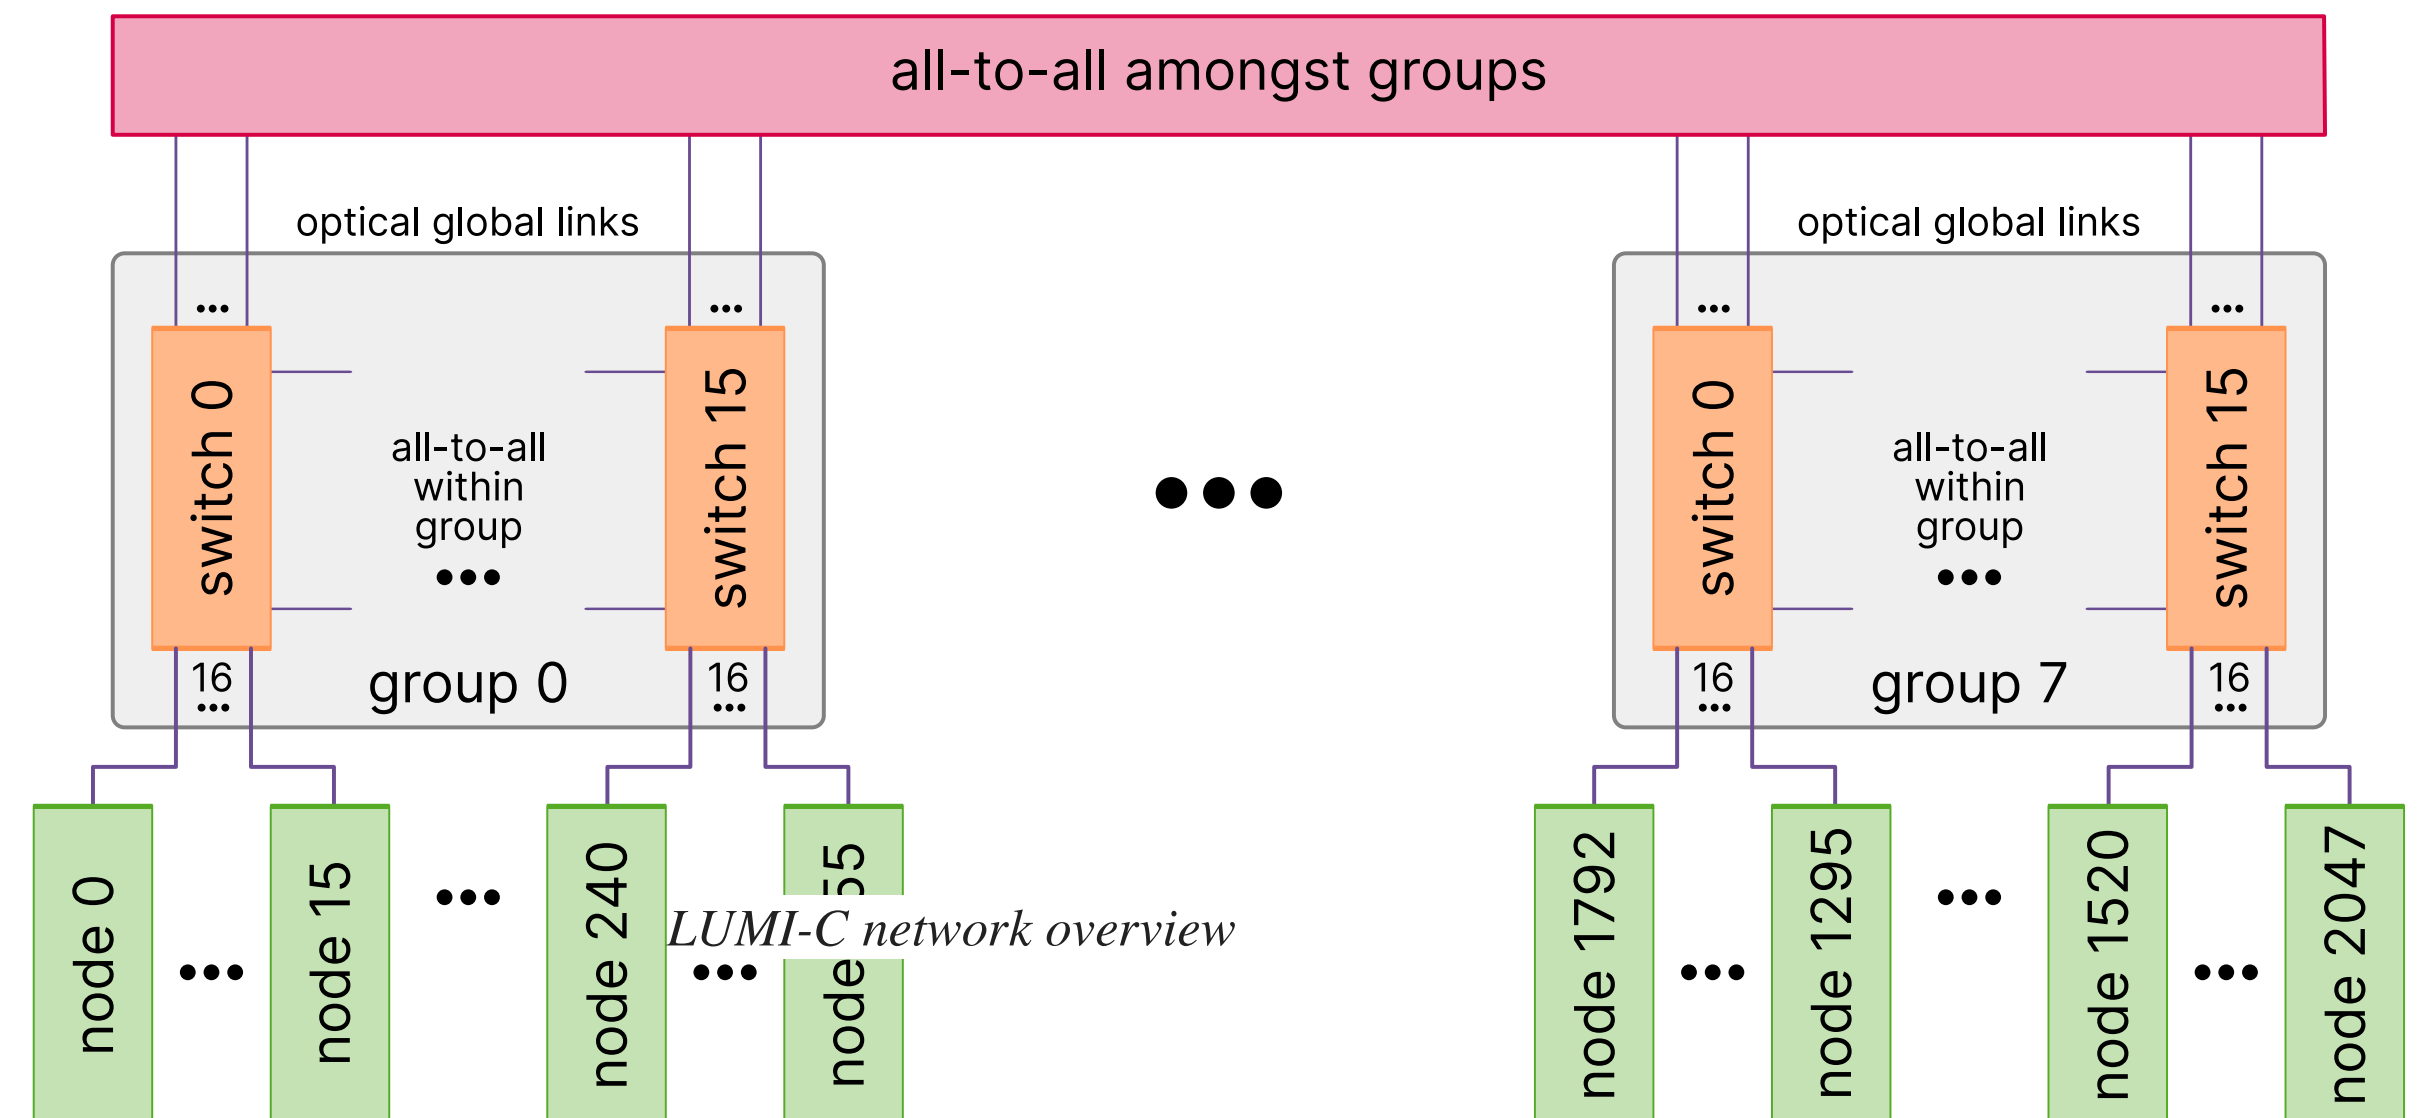 all-to-all amongst groups
optical global links
optical global links
switch 0
all-to-all
within
group
switch 15
16
group 0
16
switch 0
all-to-all
within
group
switch 15
16
group 7
16
node 0
node 15
node 240
node 55
node 1792
node 1295
node 1520
node 2047
LUMI-C network overview